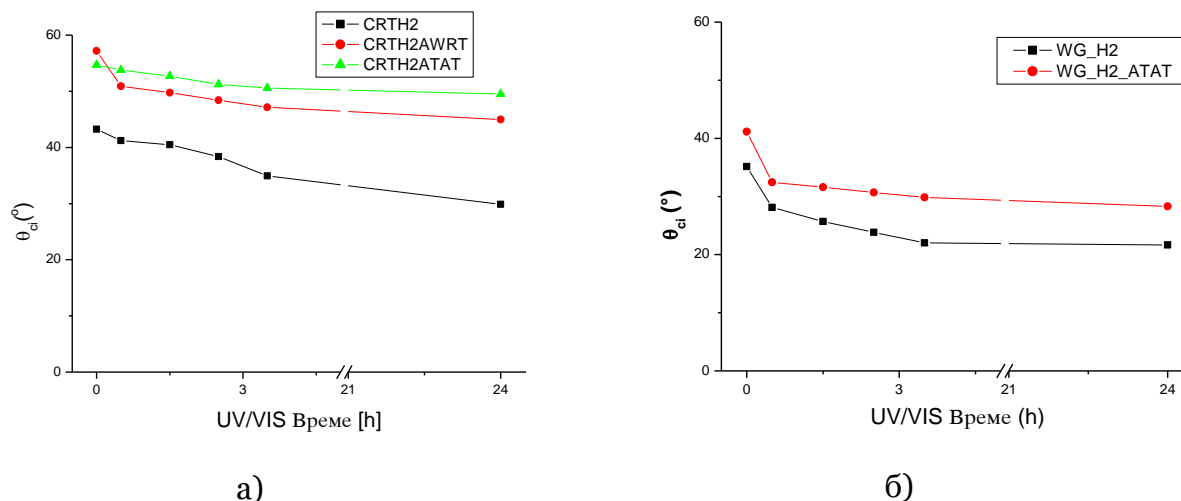 CRTH2
CRTH2AWRT
CRTH2ATAT
60
40
20
0
θci(o)
0
3
21
24
UV/VIS Време [h]
а)
WG_H2
WG_H2_ATAT
60
40
20
0
θci (°)
0
3
21
24
UV/VIS Време (h)
б)